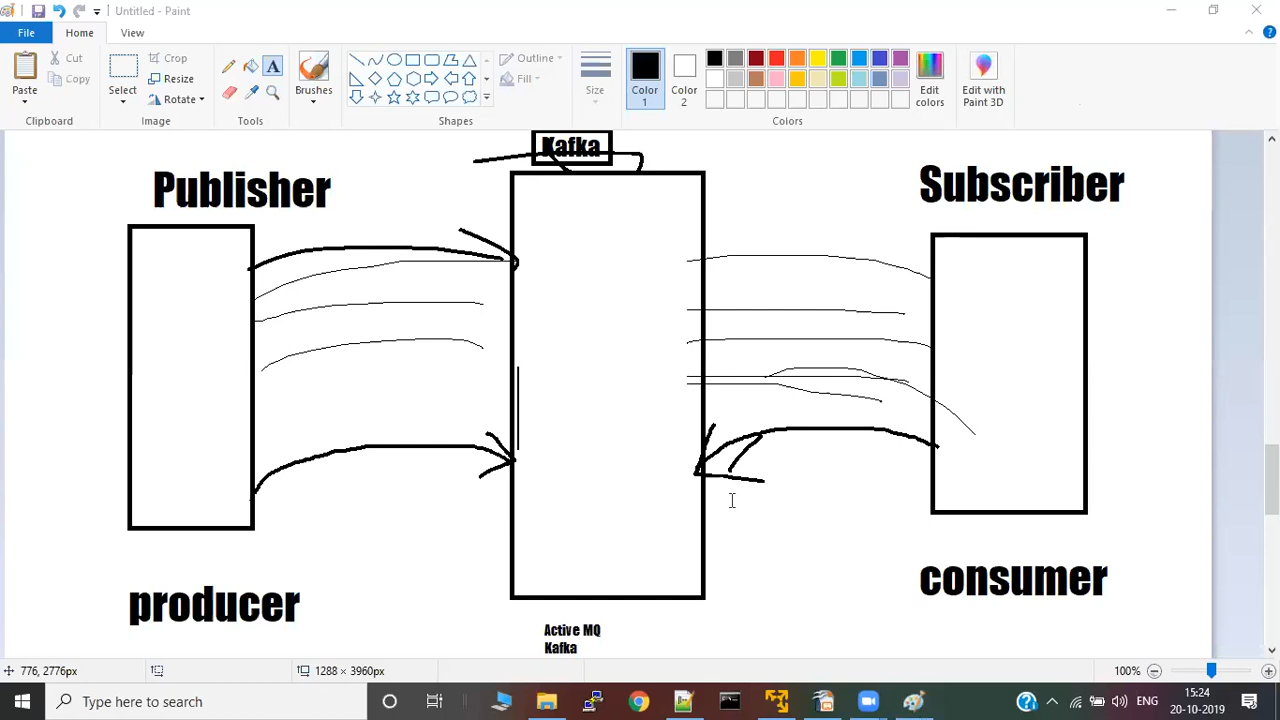 Untitled - Paint
File
Home
View
Paste
Cut
Copy
Clipboard
Select
Crop
Resize
Rotate
Image
A
Tools
Brushes
Outline
Fill
Shapes
Size
Color 1
Color 2
Edit colors
Edit with Paint 3D
Colors
Kafka
Publisher
Subscriber
producer
consumer
Active MQ
Kafka
776, 2776px
1288 × 3960px
100%
Type here to search
ENG
15:24
20-10-2019